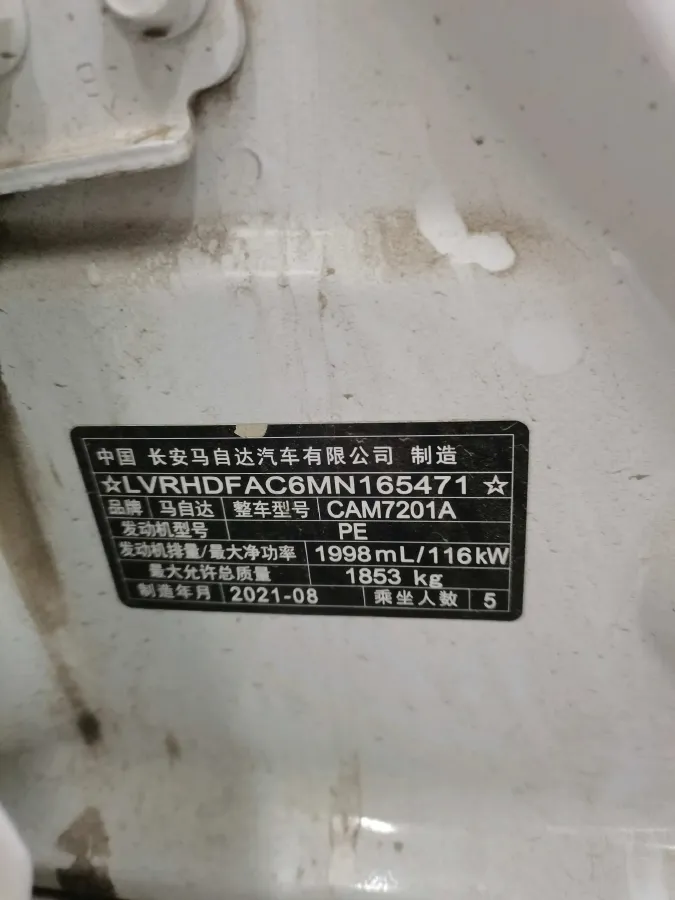 中国 长安马自达汽车有限公司 制造
☆LVRHDFAC6MN165471☆
品牌 马自达 整车型号 CAM7201A
发动机型号 PE
发动机排量/最大净功率 1998mL/116kW
最大允许总质量 1853 kg
制造年月 2021-08 乘坐人数 5